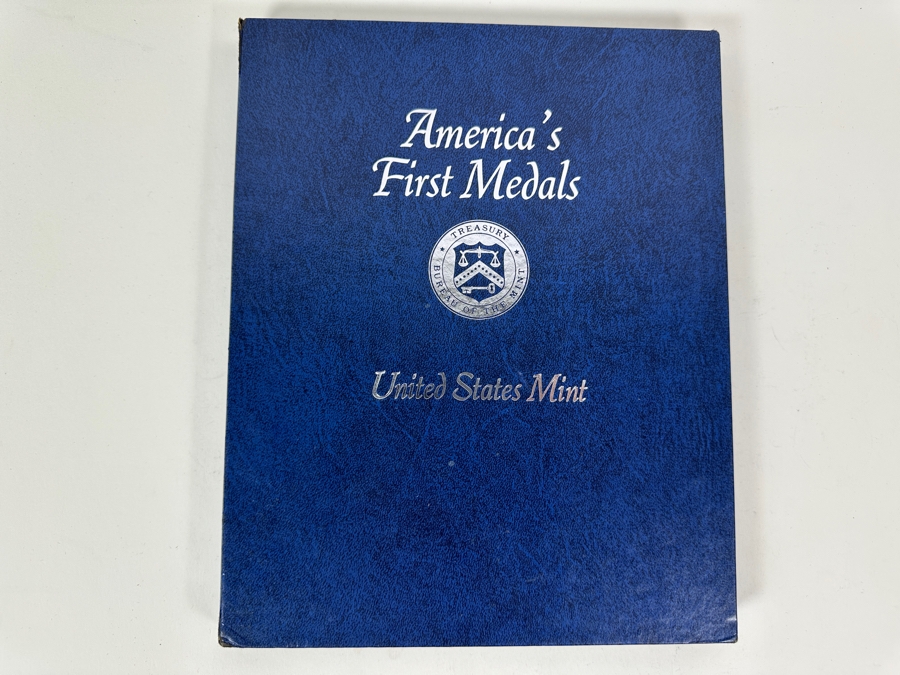 America's
First Medals
TREASURY
BUREAU OF THE MINT
United States Mint